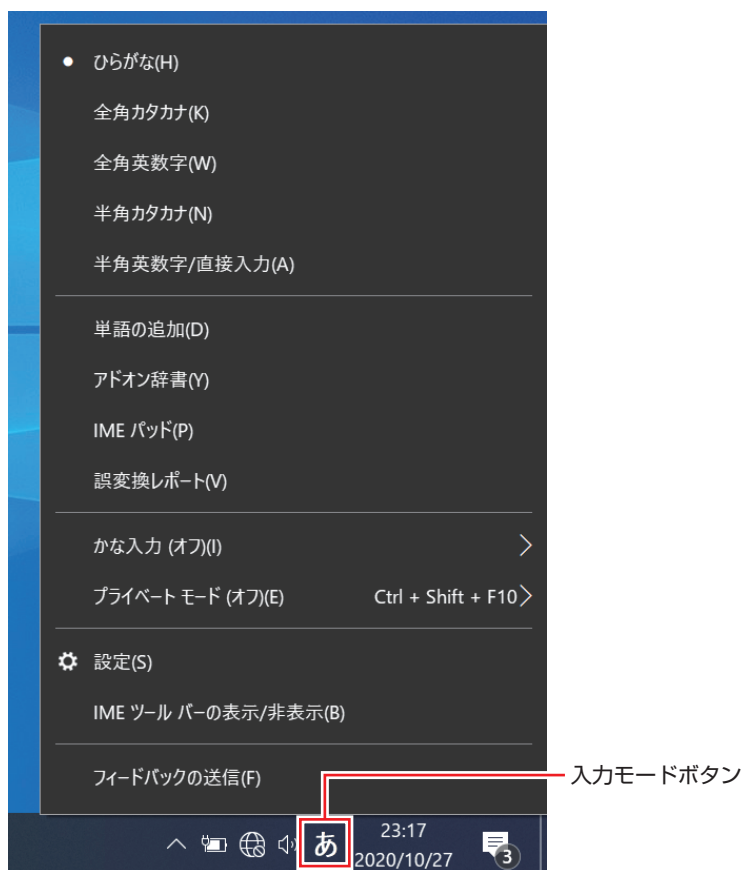 ひらがな(H)
全角カタカナ(K)
全角英数字(W)
半角カタカナ(N)
半角英数字/直接入力(A)
単語の追加(D)
アドオン辞書(Y)
IME パッド(P)
誤変換レポート(V)
かな入力 (オフ)(I)
プライベート モード (オフ)(E) Ctrl + Shift + F10
設定(S)
IME ツール バーの表示/非表示(B)
フィードバックの送信(F)
入力モードボタン
あ
23:17
2020/10/27
3